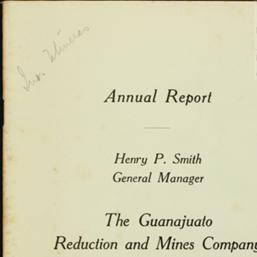 Annual Report
Henry P. Smith
General Manager
The Guanajuato
Reduction and Mines Company